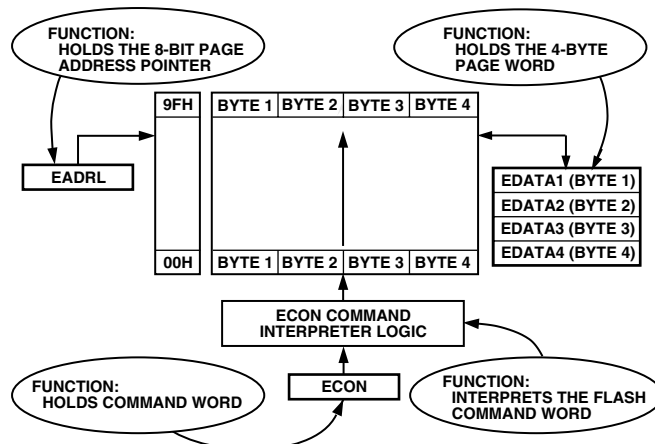 FUNCTION:
HOLDS THE 8-BIT PAGE
ADDRESS POINTER
FUNCTION:
HOLDS THE 4-BYTE
PAGE WORD
9FH
BYTE 1 BYTE 2 BYTE 3 BYTE 4
EADRL
EDATA1 (BYTE 1)
EDATA2 (BYTE 2)
EDATA3 (BYTE 3)
EDATA4 (BYTE 4)
00H
BYTE 1 BYTE 2 BYTE 3 BYTE 4
ECON COMMAND
INTERPRETER LOGIC
FUNCTION:
HOLDS COMMAND WORD
ECON
FUNCTION:
INTERPRETS THE FLASH
COMMAND WORD